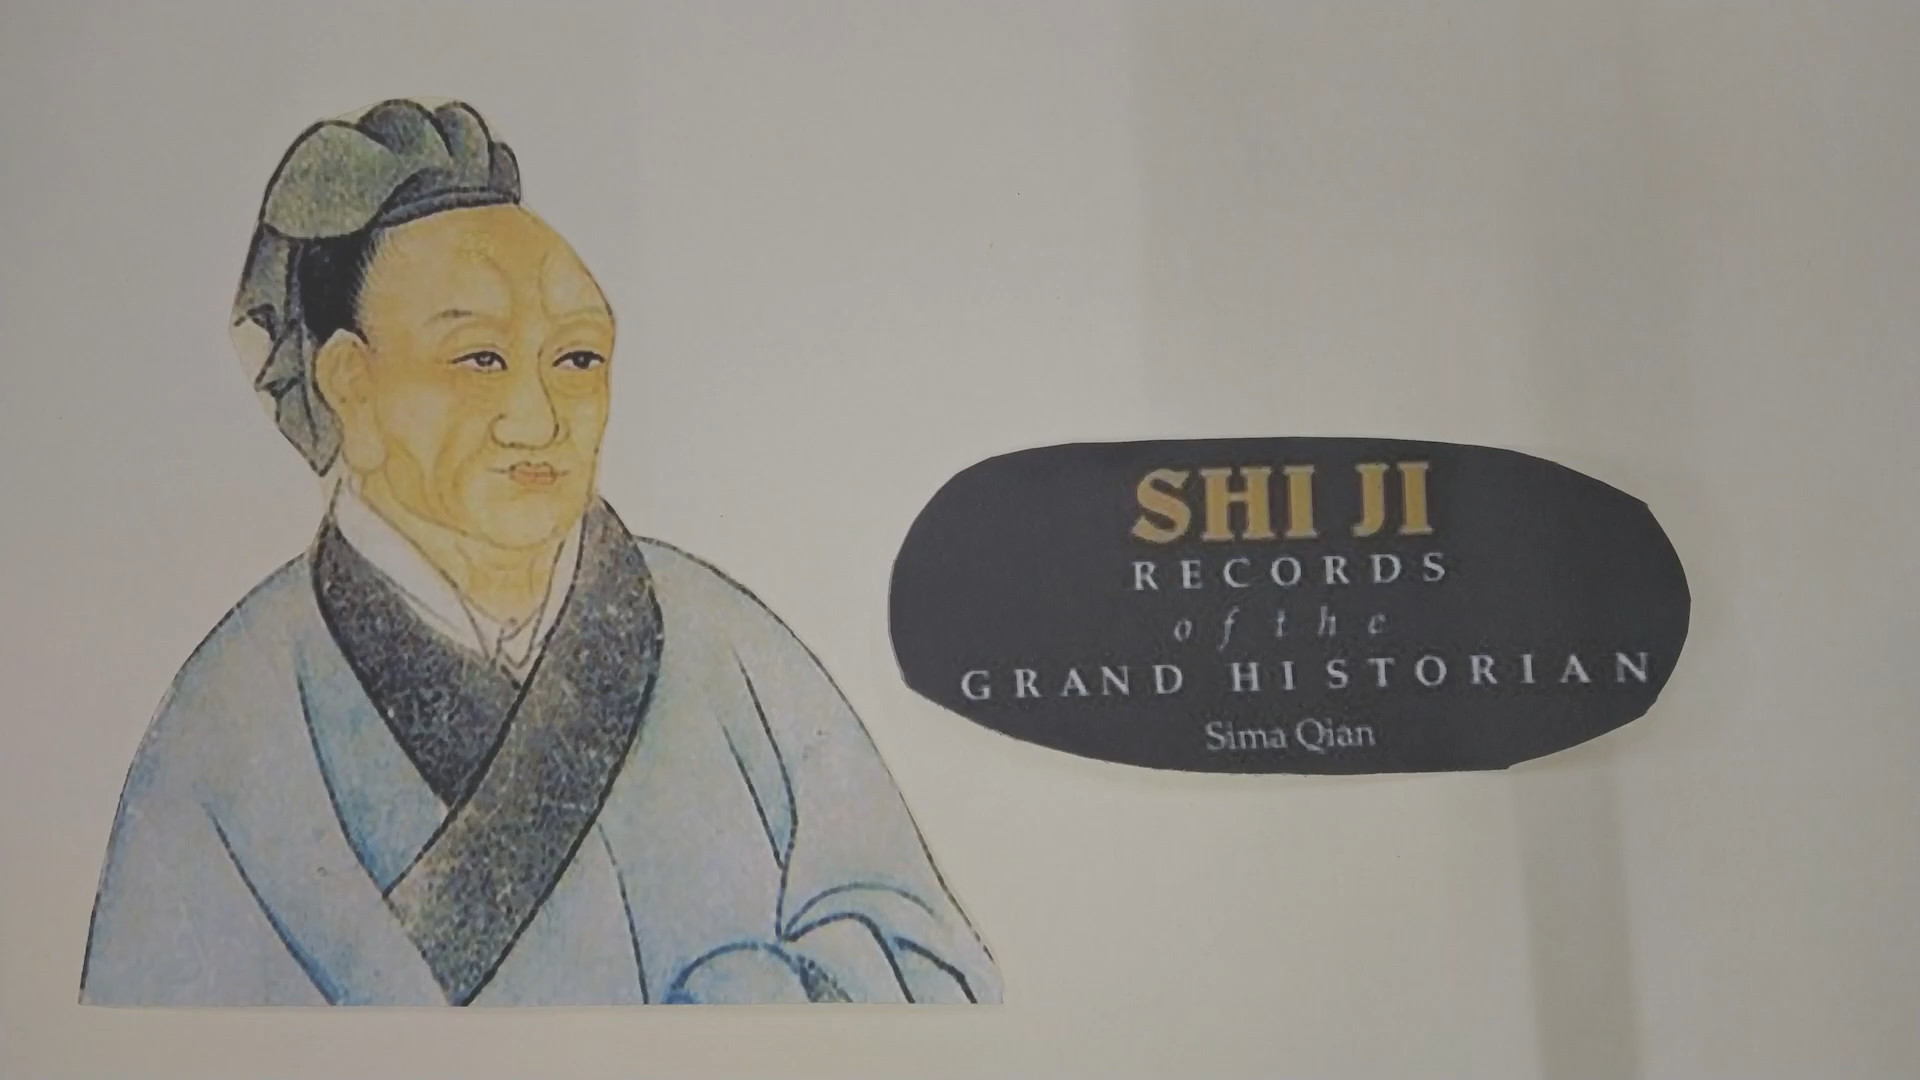 SHI JI
RECORDS
of the
GRAND HISTORIAN
Sima Qian